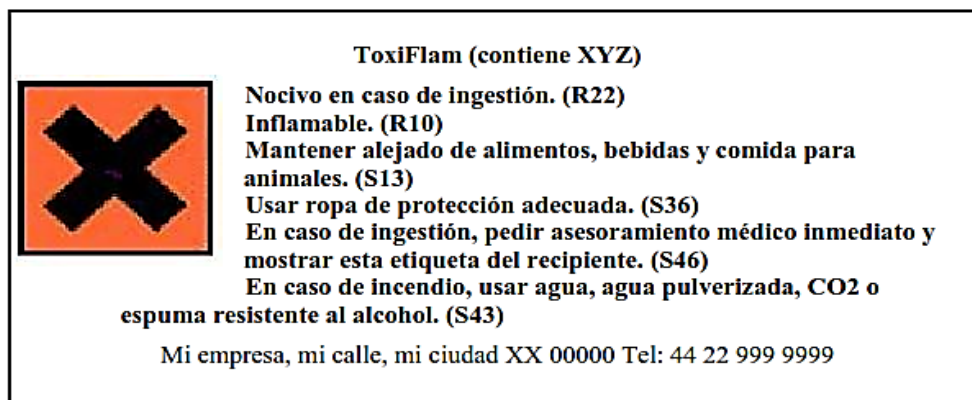 ToxiFlam (contiene XYZ)
Nocivo en caso de ingestión. (R22)
Inflamable. (R10)
Mantener alejado de alimentos, bebidas y comida para
animales. (S13)
Usar ropa de protección adecuada. (S36)
En caso de ingestión, pedir asesoramiento médico inmediato y
mostrar esta etiqueta del recipiente. (S46)
En caso de incendio, usar agua, agua pulverizada, CO2 o
espuma resistente al alcohol. (S43)
Mi empresa, mi calle, mi ciudad XX 00000 Tel: 44 22 999 9999